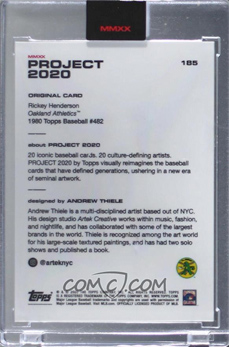 MMXX
MMXX
PROJECT
2020
185
ORIGINAL CARD
Rickey Henderson
Oakland Athletics™
1980 Topps Baseball #482
about PROJECT 2020
20 iconic baseball cards. 20 culture-defining artists.
PROJECT 2020 by Topps visually reimagines the baseball
cards that have defined generations, ushering in a new era
of seminal artwork.
designed by ANDREW THIELE
Andrew Thiele is a multi-disciplined artist based out of NYC.
His design studio Artek Creative works within music, fashion,
and nightlife, and has collaborated with some of the largest
brands in the world. Thiele is recognized among the art world
for his large-scale textured paintings, and has had two solo
shows and published a book.
@arteknyc
Topps
COMC.com